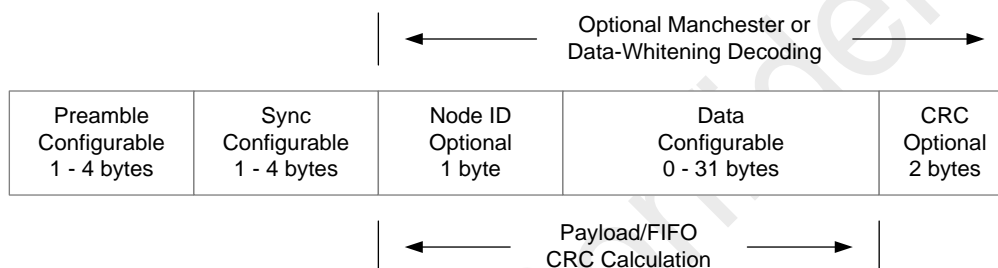 Optional Manchester or
Data-Whitening Decoding
Preamble
Configurable
1 - 4 bytes
Sync
Configurable
1 - 4 bytes
Node ID
Optional
1 byte
Data
Configurable
0 - 31 bytes
CRC
Optional
2 bytes
Payload/FIFO
CRC Calculation